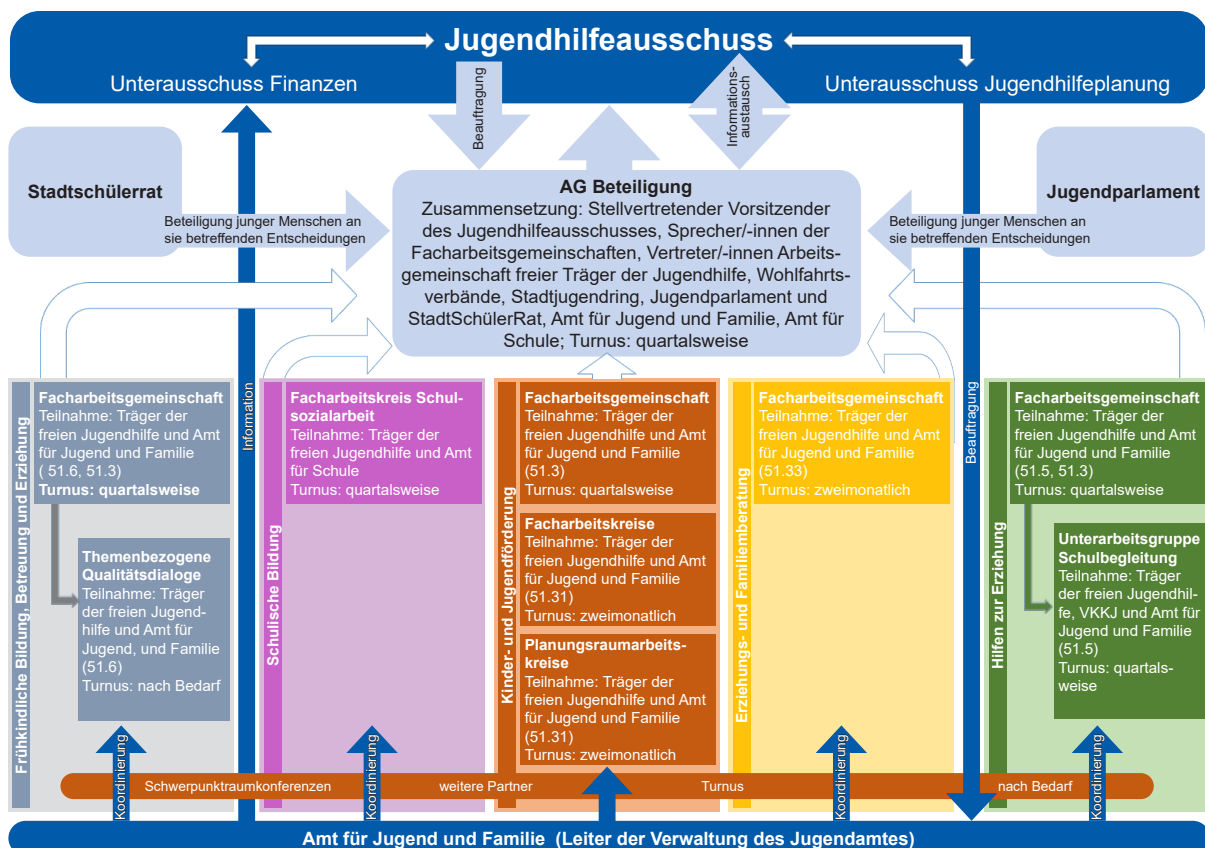 Jugendhilfeausschuss
Unterausschuss Finanzen
Unterausschuss Jugendhilfeplanung
Beauftragung
Informations-
austausch
Stadtschülerrat
Jugendparlament
Beteiligung junger Menschen an
sie betreffenden Entscheidungen
Beteiligung junger Menschen an
sie betreffenden Entscheidungen
AG Beteiligung
Zusammensetzung: Stellvertretender Vorsitzender
des Jugendhilfeausschusses, Sprecher/-innen der
Facharbeitsgemeinschaften, Vertreter/-innen Arbeits-
gemeinschaft freier Träger der Jugendhilfe, Wohlfahrts-
verbände, Stadtjugendring, Jugendparlament und
StadtSchülerRat, Amt für Jugend und Familie, Amt für
Schule; Turnus: quartalsweise
Information
Beauftragung
Frühkindliche Bildung, Betreuung und Erziehung
Facharbeitsgemeinschaft
Teilnahme: Träger der
freien Jugendhilfe und Amt
für Jugend und Familie
( 51.6, 51.3)
Turnus: quartalsweise
Themenbezogene
Qualitätsdialoge
Teilnahme: Träger
der freien Jugend-
hilfe und Amt für
Jugend, und Familie
(51.6)
Turnus: nach Bedarf
Schulische Bildung
Facharbeitskreis Schul-
sozialarbeit
Teilnahme: Träger der
freien Jugendhilfe und Amt
für Schule
Turnus: quartalsweise
Kinder- und Jugendförderung
Facharbeitsgemeinschaft
Teilnahme: Träger der
freien Jugendhilfe und Amt
für Jugend und Familie
(51.3)
Turnus: quartalsweise
Facharbeitskreise
Teilnahme: Träger der
freien Jugendhilfe und Amt
für Jugend und Familie
(51.31)
Turnus: zweimonatlich
Planungsraumarbeits-
kreise
Teilnahme: Träger der
freien Jugendhilfe und Amt
für Jugend und Familie
(51.31)
Turnus: zweimonatlich
Erziehungs- und Familiemberatung
Facharbeitsgemeinschaft
Teilnahme: Träger der
freien Jugendhilfe und Amt
für Jugend und Familie
(51.33)
Turnus: zweimonatlich
Hilfen zur Erziehung
Facharbeitsgemeinschaft
Teilnahme: Träger der
freien Jugendhilfe und Amt
für Jugend und Familie
(51.5, 51.3)
Turnus: quartalsweise
Unterarbeitsgruppe
Schulbegleitung
Teilnahme: Träger
der freien Jugendhil-
fe, VKKJ und Amt für
Jugend und Familie
(51.5)
Turnus: quartals-
weise
Koordinierung
Koordinierung
Koordinierung
Koordinierung
Schwerpunktraumkonferenzen weitere Partner Turnus nach Bedarf
Amt für Jugend und Familie (Leiter der Verwaltung des Jugendamtes)